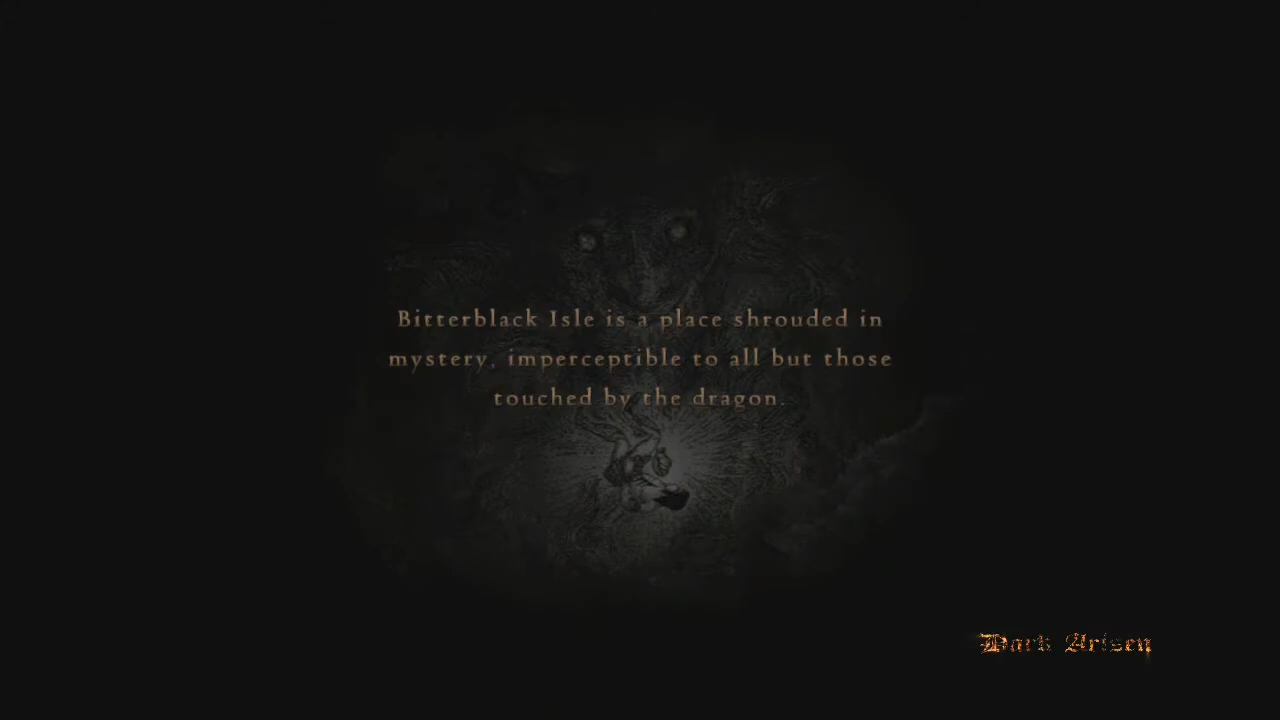 Bitterblack Isle is a place shrouded in
mystery, imperceptible to all but those
touched by the dragon.
Dark Arisen